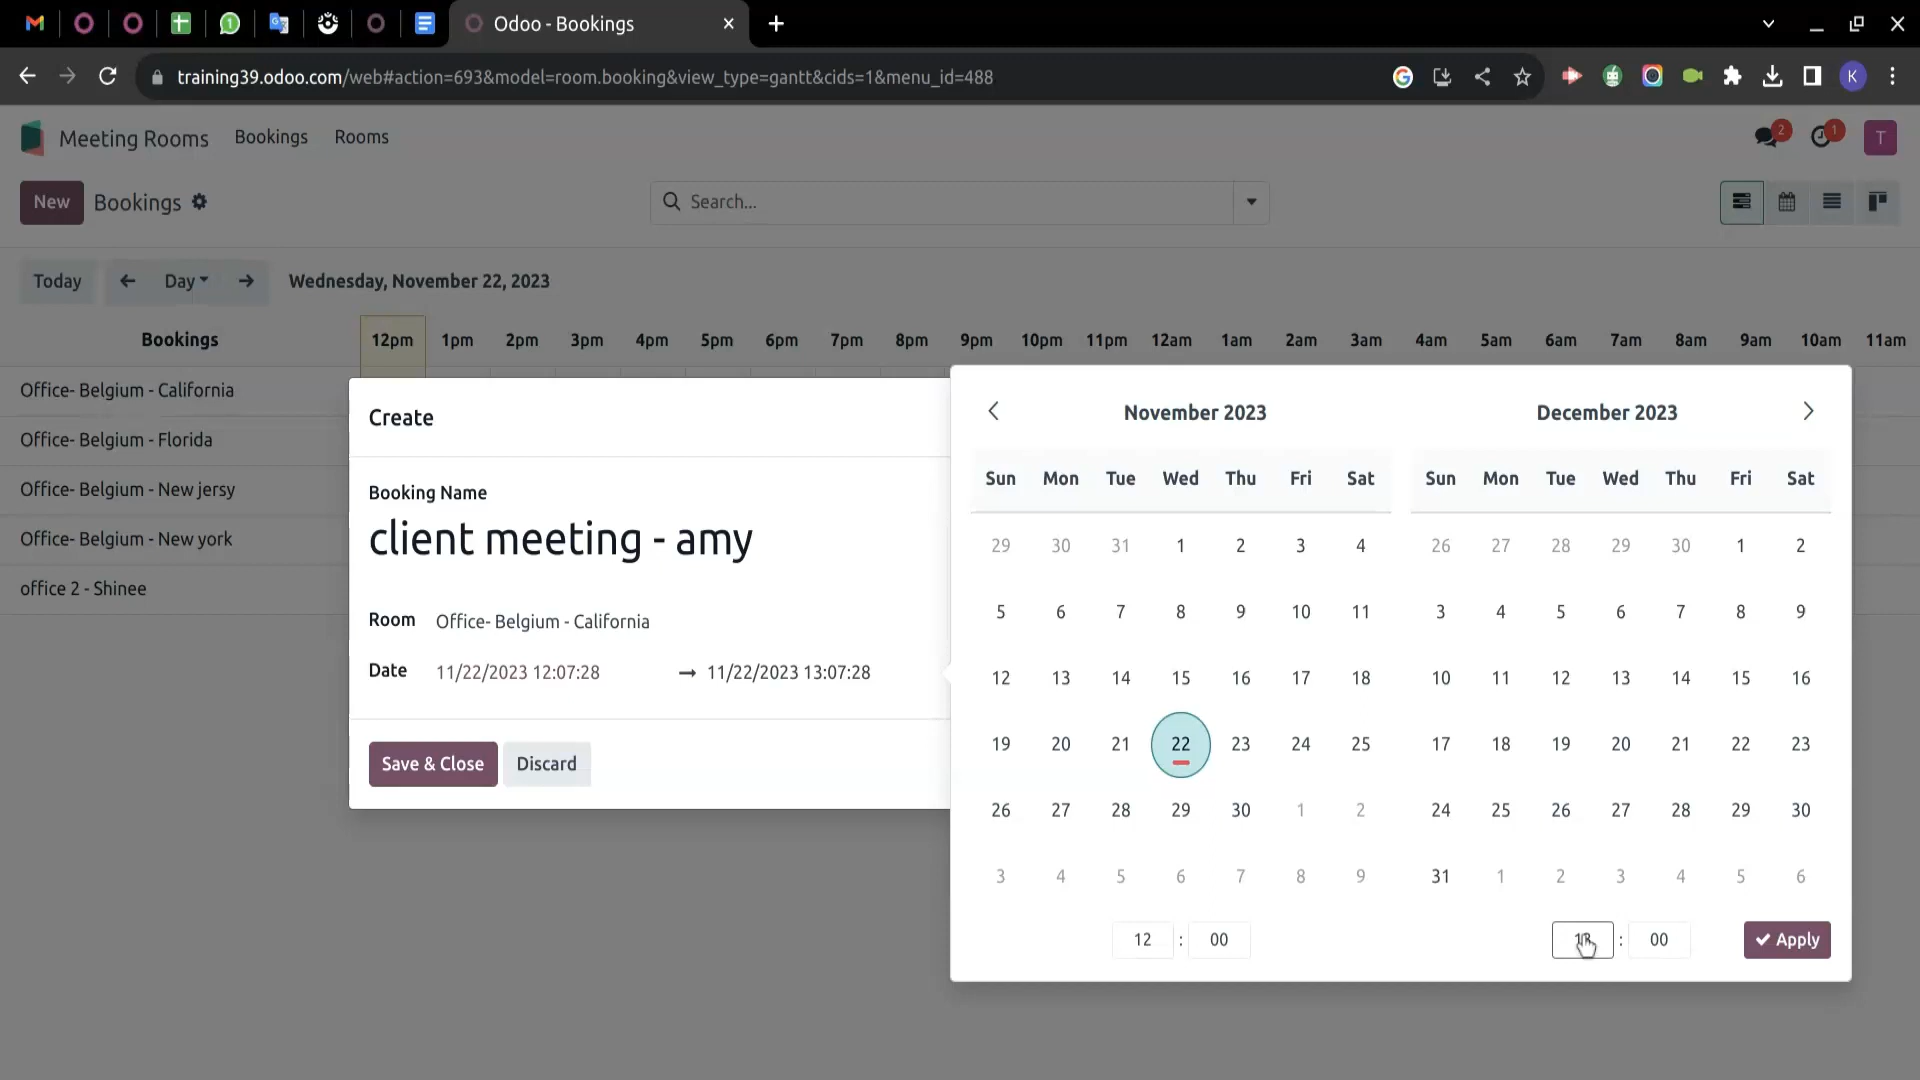 Odoo - Bookings
training39.odoo.com/web#action=693&model=room.booking&view_type=gantt&cids=1&menu_id=488
K
Meeting Rooms Bookings Rooms
2 1 T
New Bookings Search...
Today Day Wednesday, November 22, 2023
Bookings 12pm 1pm 2pm 3pm 4pm 5pm 6pm 7pm 8pm 9pm 10pm 11pm 12am 1am 2am 3am 4am 5am 6am 7am 8am 9am 10am 11am
Office- Belgium - California
Office- Belgium - Florida
Office- Belgium - New jersy
Office- Belgium - New york
office 2 - Shinee
Create
Booking Name
client meeting - amy
Room Office- Belgium - California
Date 11/22/2023 12:07:28 → 11/22/2023 13:07:28
Save & Close Discard
November 2023 December 2023
Sun Mon Tue Wed Thu Fri Sat Sun Mon Tue Wed Thu Fri Sat
29 30 31 1 2 3 4 26 27 28 29 30 1 2
5 6 7 8 9 10 11 3 4 5 6 7 8 9
12 13 14 15 16 17 18 10 11 12 13 14 15 16
19 20 21 22 23 24 25 17 18 19 20 21 22 23
26 27 28 29 30 1 2 24 25 26 27 28 29 30
3 4 5 6 7 8 9 31 1 2 3 4 5 6
12 : 00 : 00 Apply